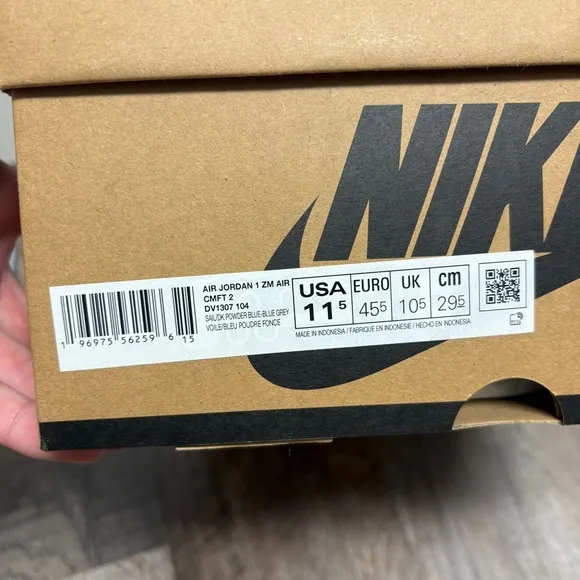 NIKE
AIR JORDAN 1 ZM AIR
CMFT 2
DV1307 104
SAIL/DK POWDER BLUE-BLUE GREY
VOILE/BLEU POUDRE FONCE
USA
11 5
EURO
45 5
UK
10 5
cm
29 5
MADE IN INDONESIA / FABRIQUE EN INDONESIE / HECHO EN INDONESIA
1 96975 56259 6 15